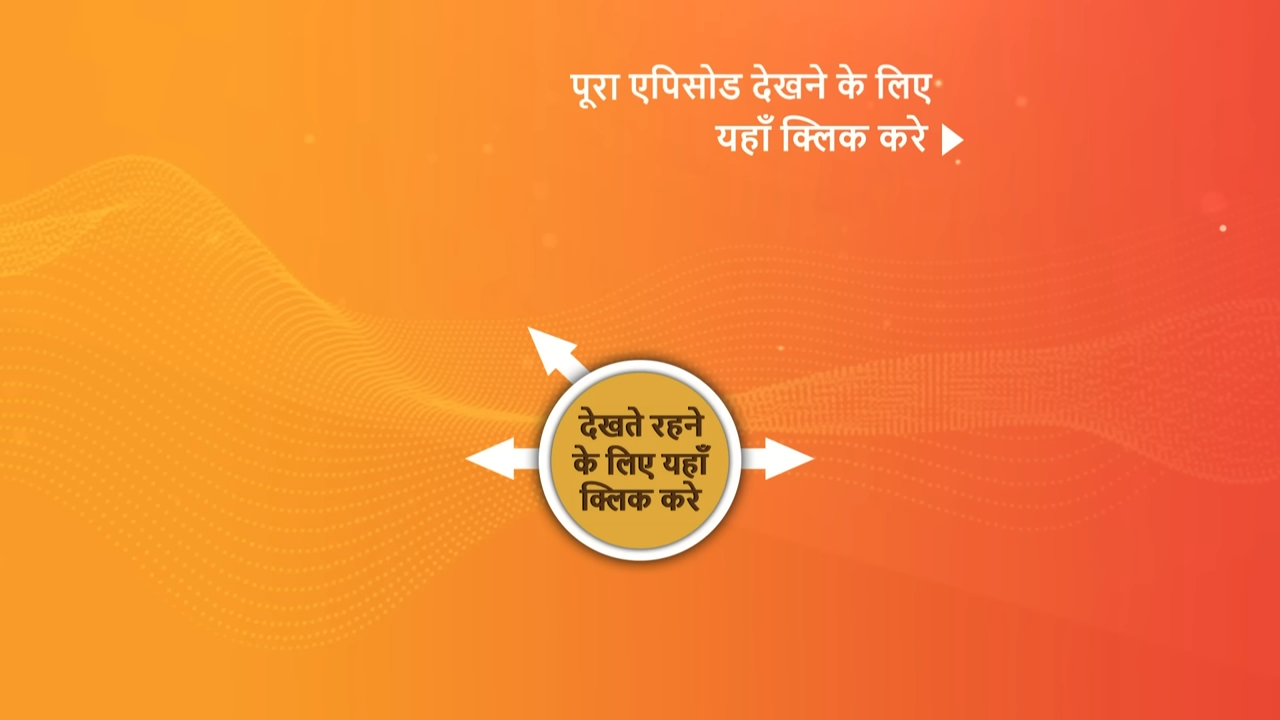 पूरा एपिसोड देखने के लिए
यहाँ क्लिक करे
देखते रहने
के लिए यहाँ
क्लिक करे